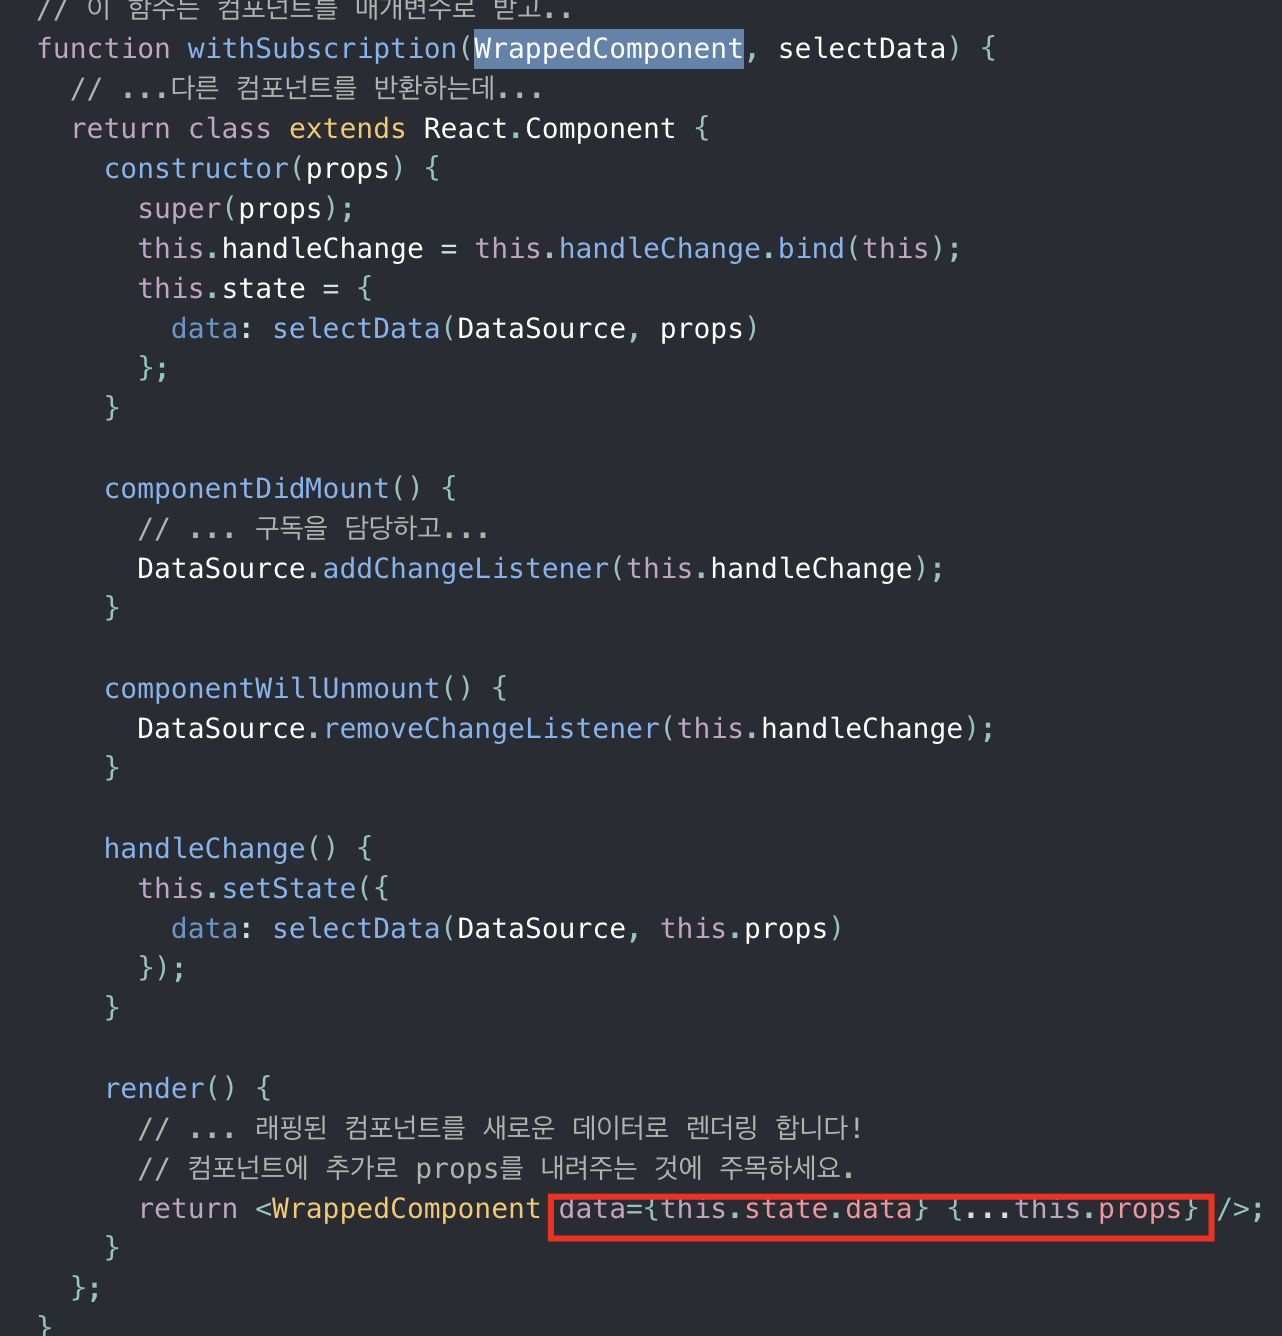 // 이 함수는 컴포넌트를 매개변수로 받고..
function withSubscription(WrappedComponent, selectData) {
  // ...다른 컴포넌트를 반환하는데...
  return class extends React.Component {
    constructor(props) {
      super(props);
      this.handleChange = this.handleChange.bind(this);
      this.state = {
        data: selectData(DataSource, props)
      };
    }

    componentDidMount() {
      // ... 구독을 담당하고...
      DataSource.addChangeListener(this.handleChange);
    }

    componentWillUnmount() {
      DataSource.removeChangeListener(this.handleChange);
    }

    handleChange() {
      this.setState({
        data: selectData(DataSource, this.props)
      });
    }

    render() {
      // ... 래핑된 컴포넌트를 새로운 데이터로 렌더링 합니다!
      // 컴포넌트에 추가로 props를 내려주는 것에 주목하세요.
      return <WrappedComponent data={this.state.data} {...this.props} />;
    }
  };
}